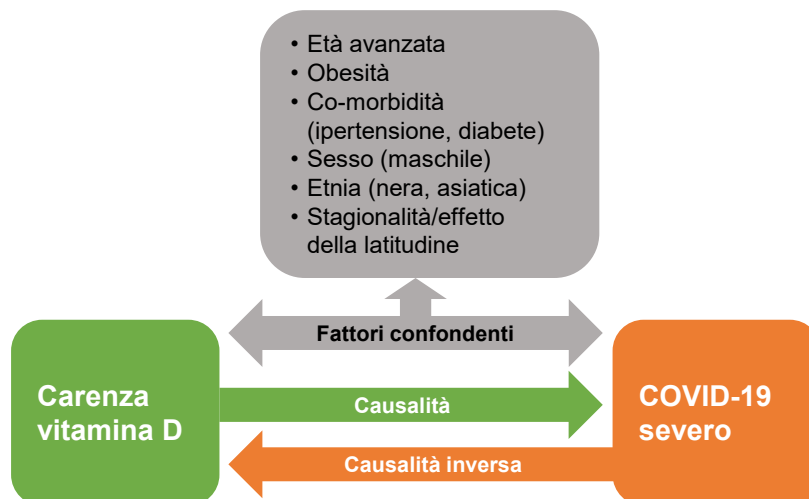 • Età avanzata
• Obesità
• Co-morbidità
(ipertensione, diabete)
• Sesso (maschile)
• Etnia (nera, asiatica)
• Stagionalità/effetto
della latitudine
Fattori confondenti
Carenza
vitamina D
Causalità
Causalità inversa
COVID-19
severo